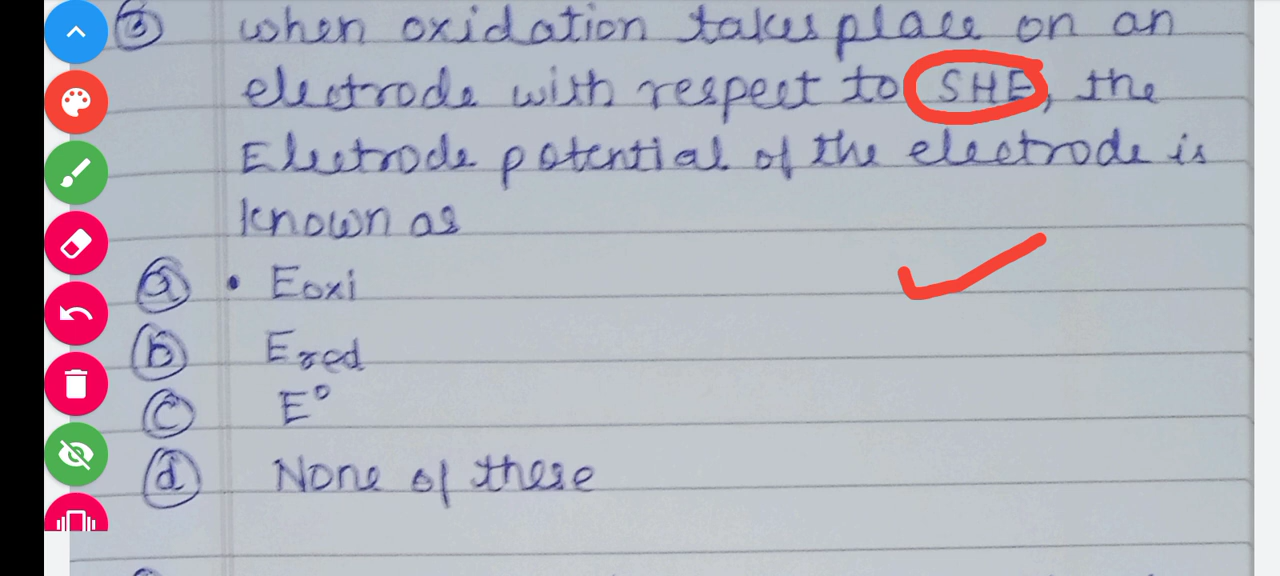 ③ when oxidation takes place on an
electrode with respect to SHE, the
Electrode potential of the electrode is
known as
ⓐ • Eoxi
ⓑ Ered
ⓒ E°
ⓓ None of these